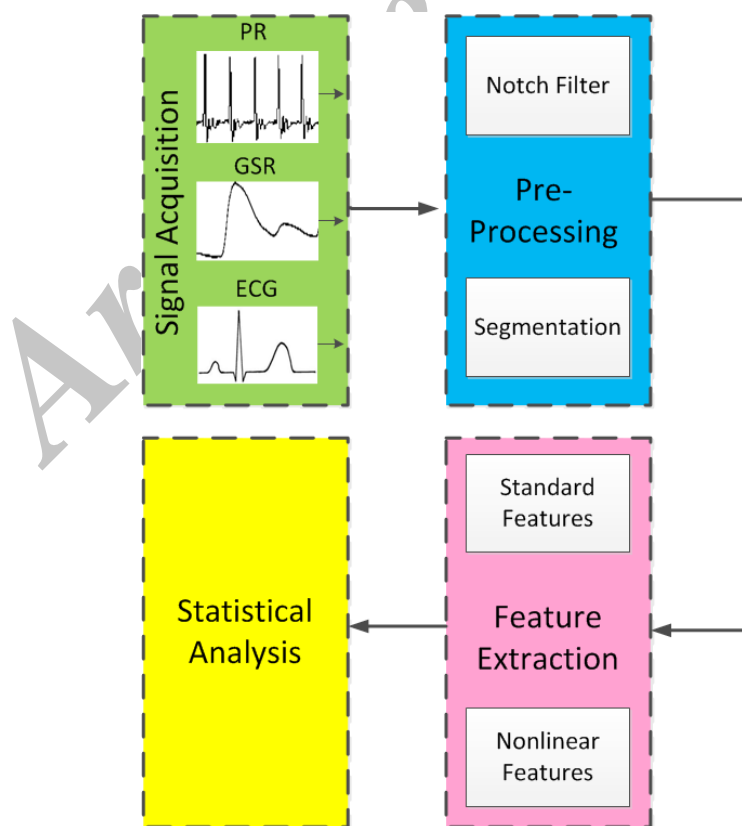 PR
GSR
ECG
Signal Acquisition
Notch Filter
Pre-
Processing
Segmentation
Standard
Features
Feature
Extraction
Nonlinear
Features
Statistical
Analysis